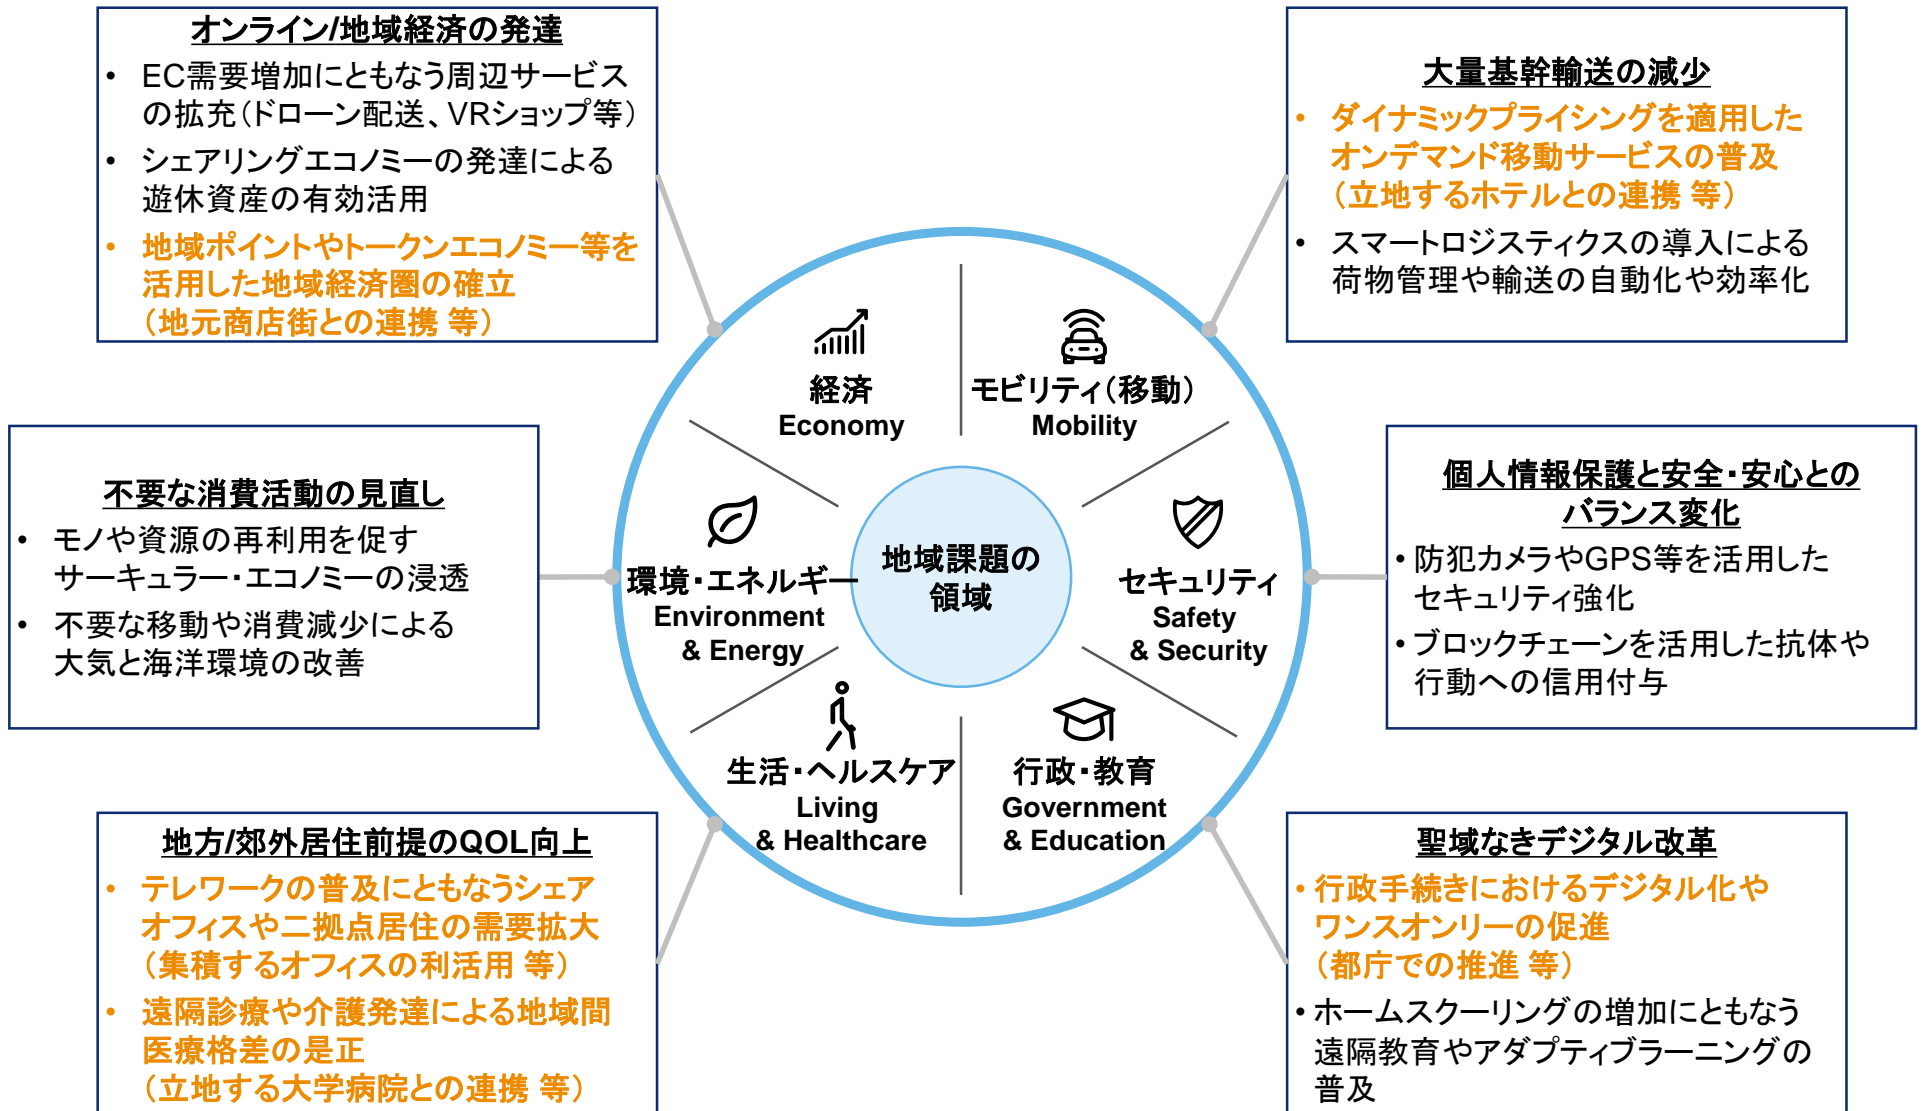 オンライン/地域経済の発達
• EC需要増加にともなう周辺サービス
の拡充(ドローン配送、VRショップ等)
• シェアリングエコノミーの発達による
遊休資産の有効活用
• 地域ポイントやトークンエコノミー等を
活用した地域経済圏の確立
(地元商店街との連携 等)
大量基幹輸送の減少
• ダイナミックプライシングを適用した
オンデマンド移動サービスの普及
(立地するホテルとの連携 等)
• スマートロジスティクスの導入による
荷物管理や輸送の自動化や効率化
経済
Economy
モビリティ(移動)
Mobility
不要な消費活動の見直し
• モノや資源の再利用を促す
サーキュラー・エコノミーの浸透
• 不要な移動や消費減少による
大気と海洋環境の改善
環境・エネルギー
Environment
& Energy
地域課題の
領域
セキュリティ
Safety
& Security
個人情報保護と安全・安心との
バランス変化
• 防犯カメラやGPS等を活用した
セキュリティ強化
• ブロックチェーンを活用した抗体や
行動への信用付与
生活・ヘルスケア
Living
& Healthcare
行政・教育
Government
& Education
地方/郊外居住前提のQOL向上
• テレワークの普及にともなうシェア
オフィスや二拠点居住の需要拡大
(集積するオフィスの利活用 等)
• 遠隔診療や介護発達による地域間
医療格差の是正
(立地する大学病院との連携 等)
聖域なきデジタル改革
• 行政手続きにおけるデジタル化や
ワンスオンリーの促進
(都庁での推進 等)
• ホームスクーリングの増加にともなう
遠隔教育やアダプティブラーニングの
普及